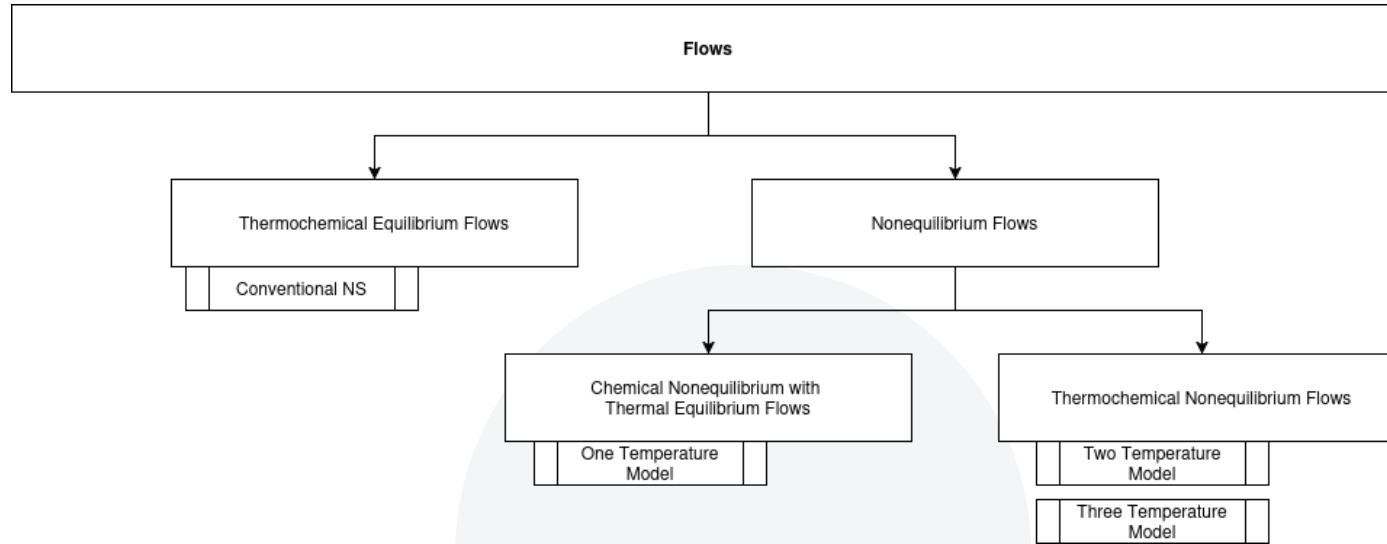 Flows
Thermochemical Equilibrium Flows
Nonequilibrium Flows
Conventional NS
Chemical Nonequilibrium with
Thermal Equilibrium Flows
Thermochemical Nonequilibrium Flows
One Temperature
Model
Two Temperature
Model
Three Temperature
Model